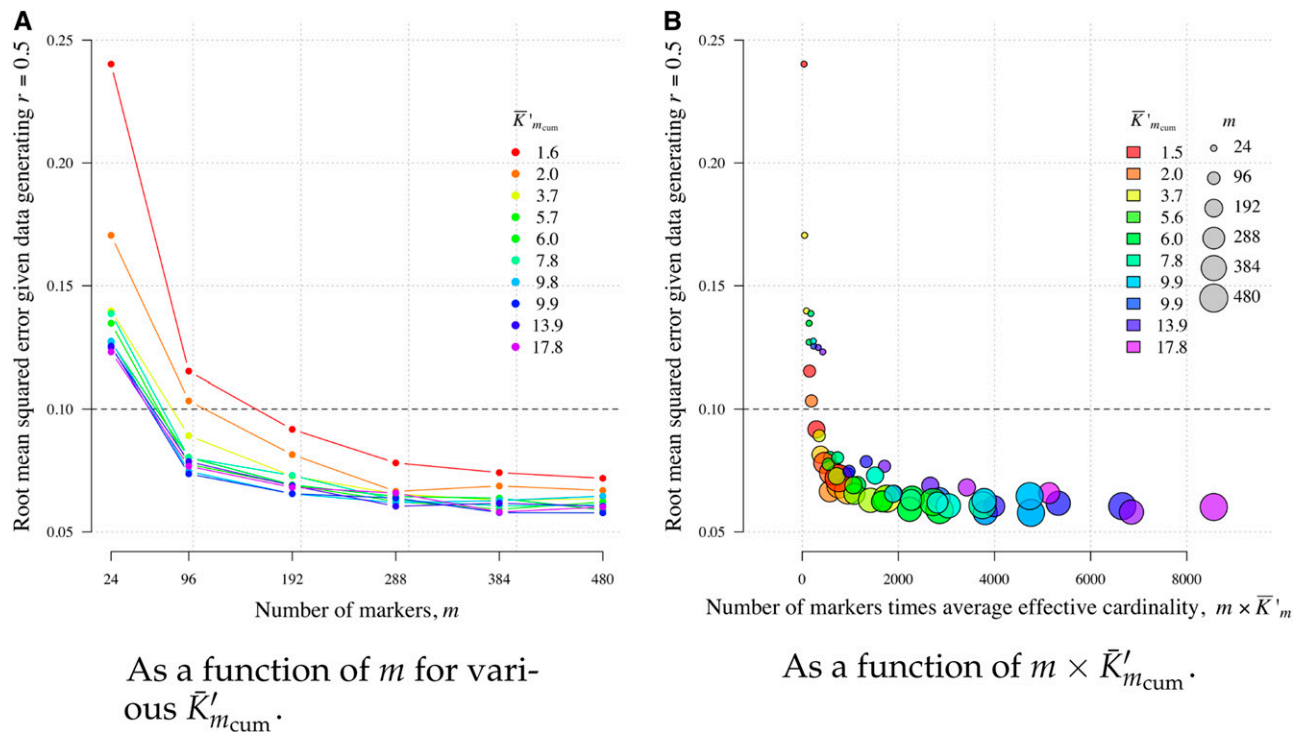 A
Root mean squared error given data generating r = 0.5
0.25
0.20
0.15
0.10
0.05
K̄'m_cum
1.6
2.0
3.7
5.7
6.0
7.8
9.8
9.9
13.9
17.8
24 96 192 288 384 480
Number of markers, m
As a function of m for vari-
ous K̄′m_cum.
B
Root mean squared error given data generating r = 0.5
0.25
0.20
0.15
0.10
0.05
K̄'m_cum
1.5
2.0
3.7
5.6
6.0
7.8
9.9
9.9
13.9
17.8
m
24
96
192
288
384
480
0 2000 4000 6000 8000
Number of markers times average effective cardinality, m × K̄'m
As a function of m × K̄′m_cum.